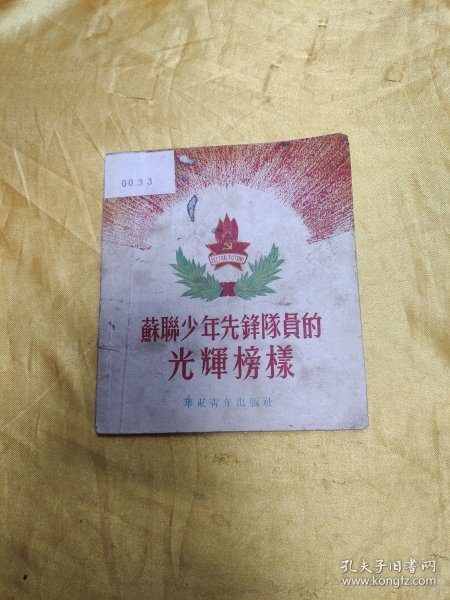 0033
蘇聯少年先鋒隊員的
光輝榜樣
華東青年出版社
孔夫子旧书网
www.kongfz.com